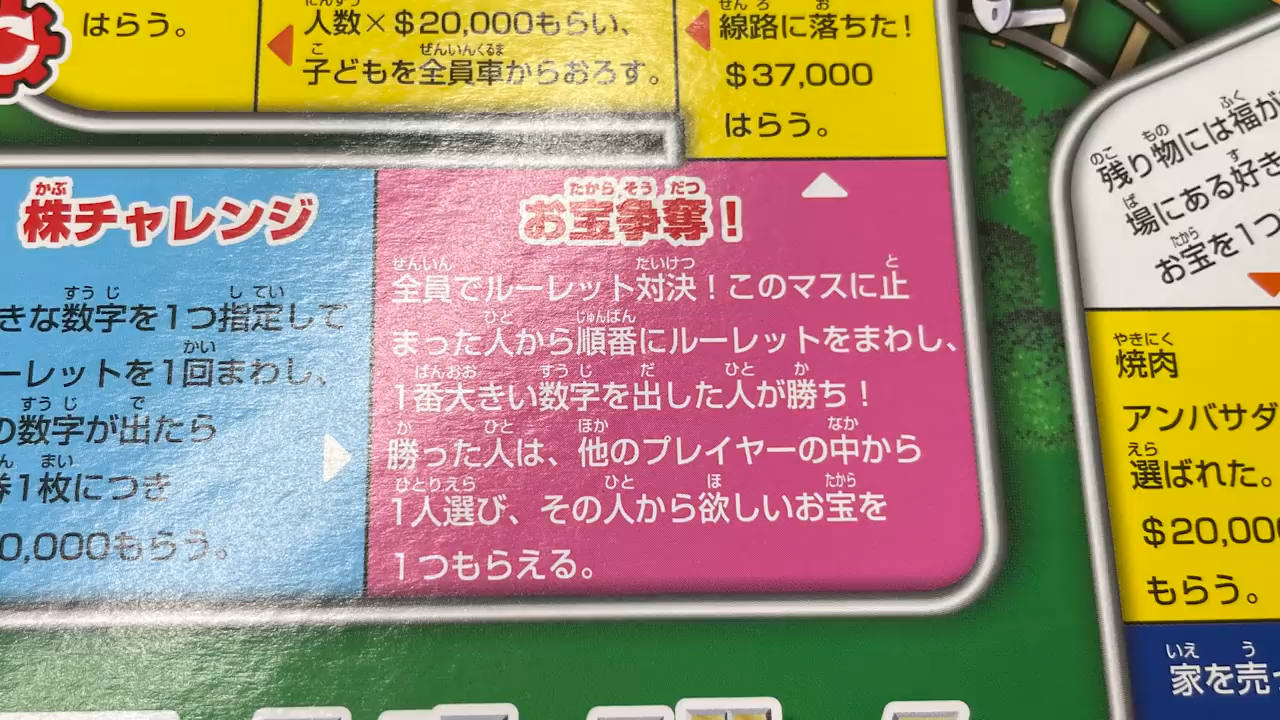 はらう。
人数×$20,000もらい、
子どもを全員車からおろす。
線路に落ちた!
$37,000
はらう。
株チャレンジ
きな数字を1つ指定して
ーレットを1回まわし、
の数字が出たら
券1枚につき
0,000もらう。
お玉争奪!
全員でルーレット対決!このマスに止
まった人から順番にルーレットをまわし、
1番大きい数字を出した人が勝ち!
勝った人は、他のプレイヤーの中から
1人選び、その人から欲しいお宝を
1つもらえる。
残り物には福が
場にある好き
お宝を1つ
焼肉
アンバサダ
選ばれた。
$20,000
もらう。
家を売っ